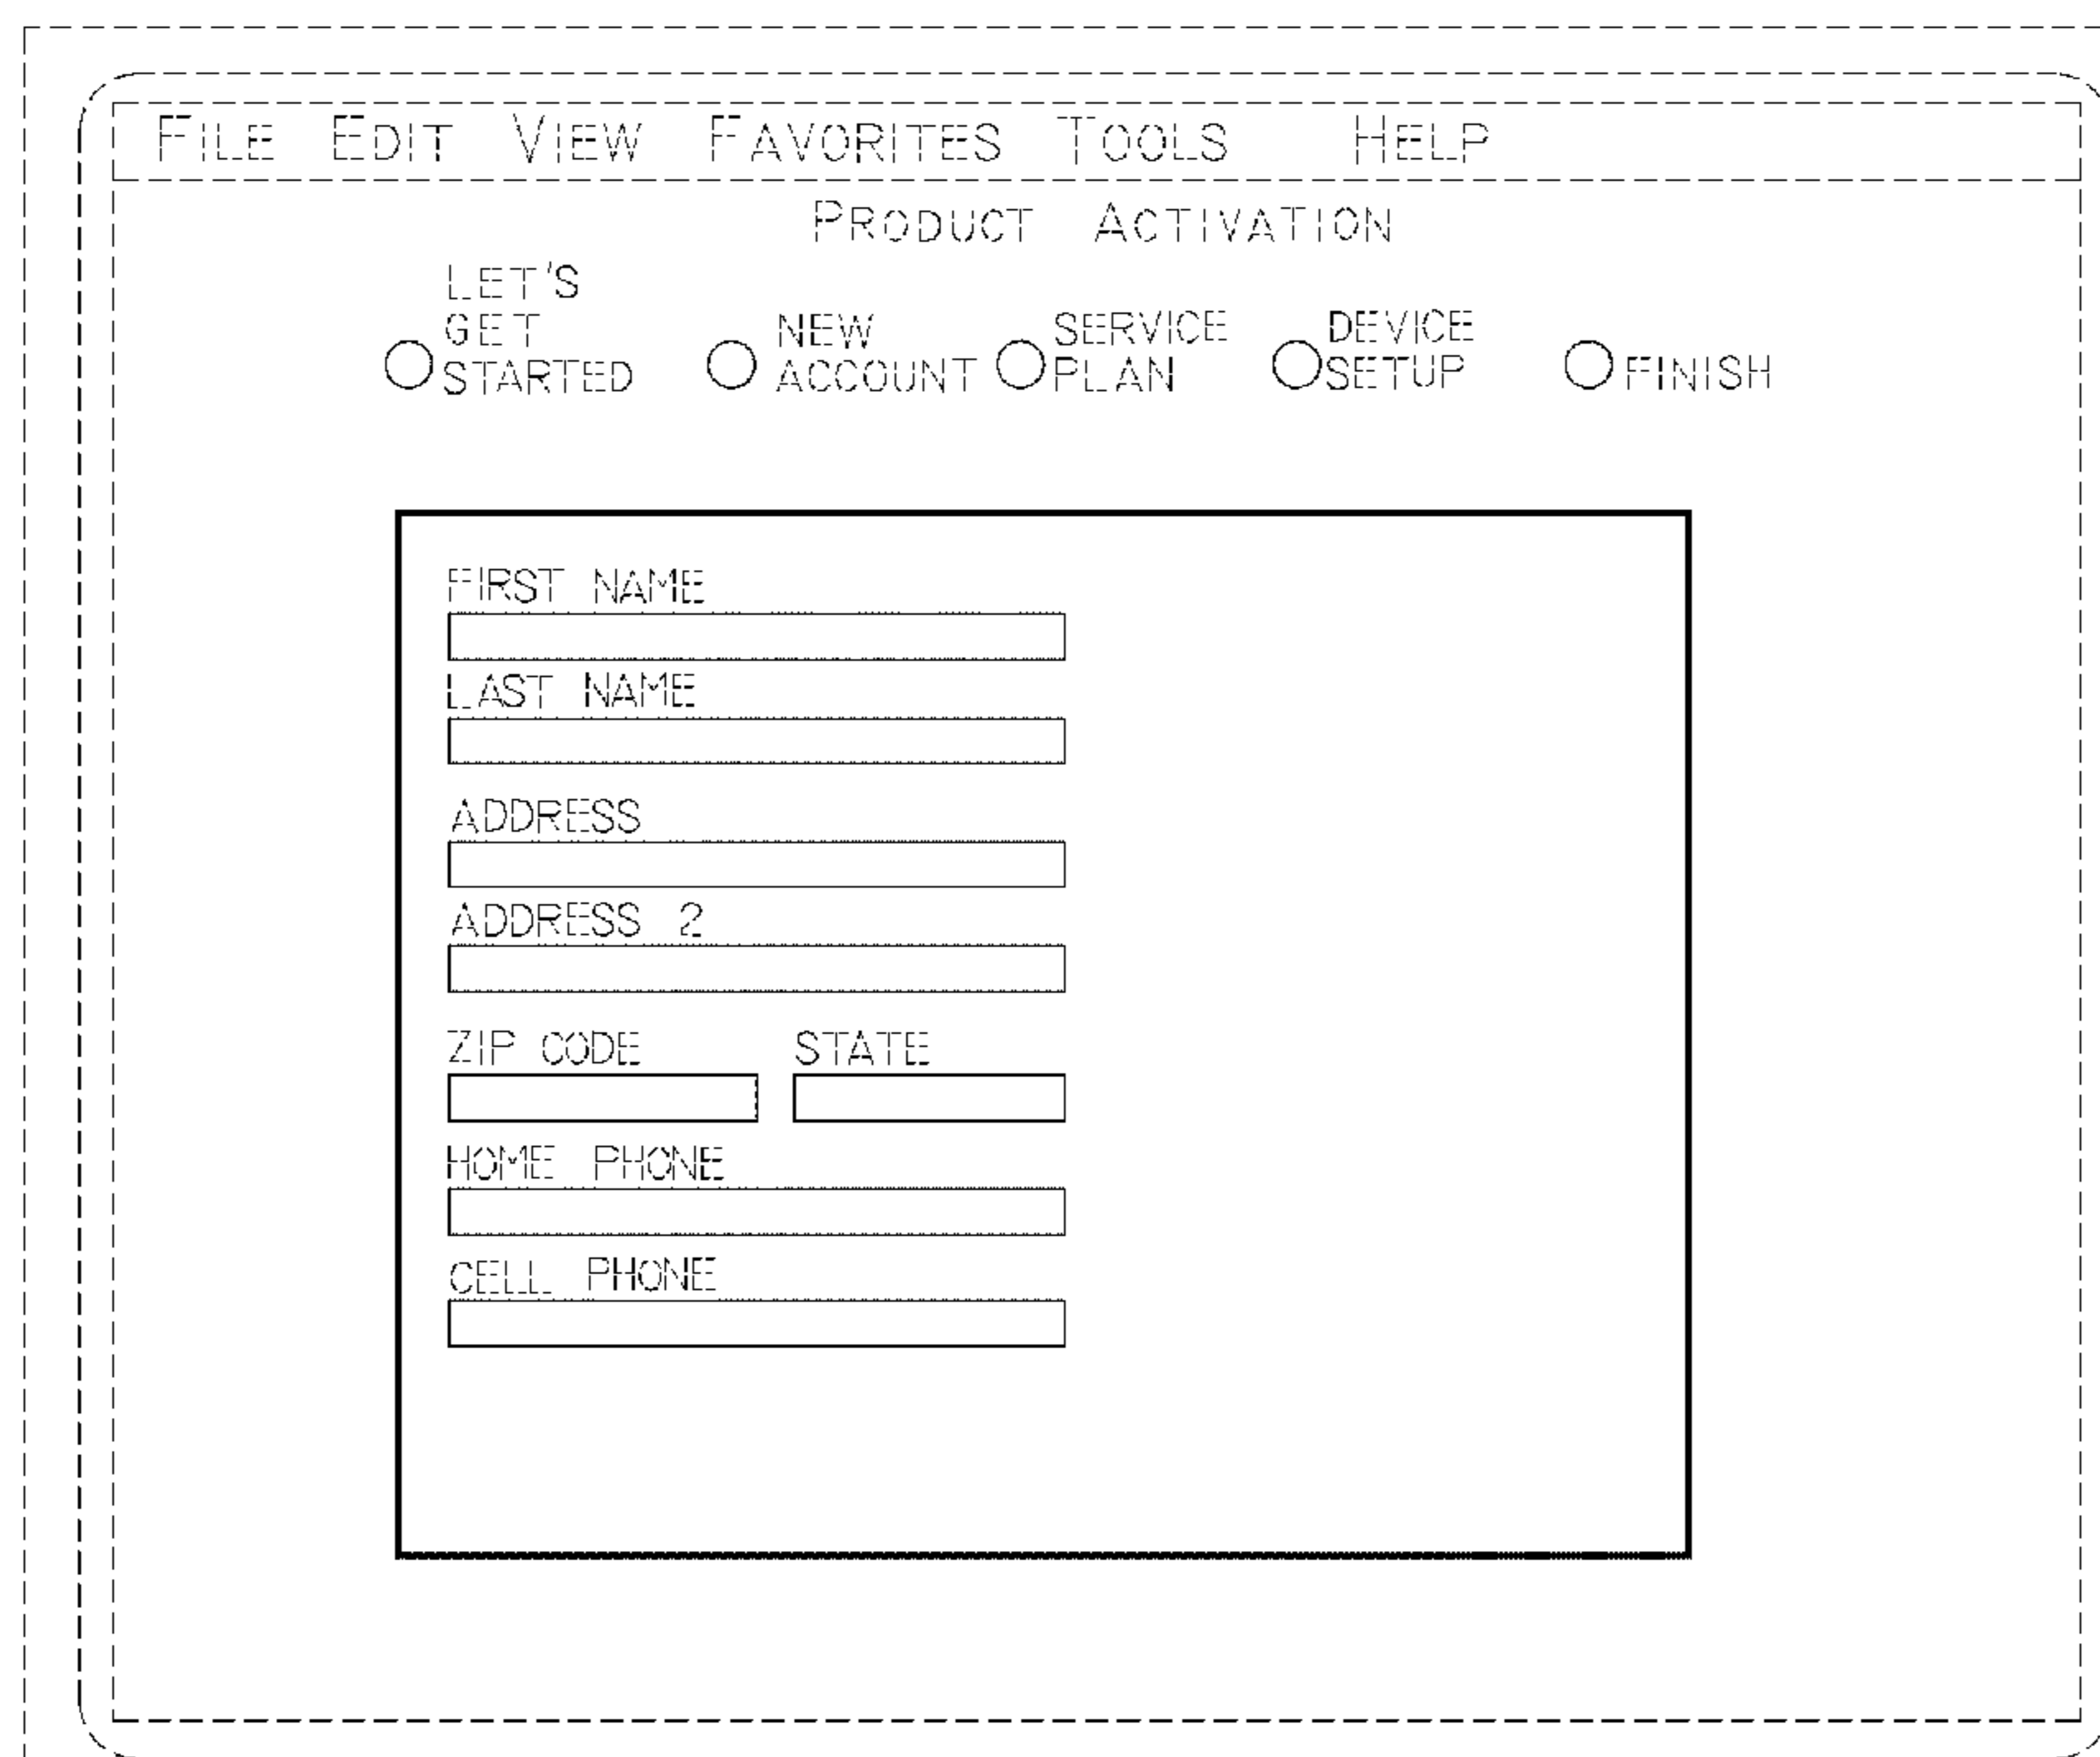 FILE EDIT VIEW FAVORITES TOOLS HELP
PRODUCT ACTIVATION
LET'S
GET
STARTED
NEW
ACCOUNT
SERVICE
PLAN
DEVICE
SETUP
FINISH
FIRST NAME
LAST NAME
ADDRESS
ADDRESS 2
ZIP CODE STATE
HOME PHONE
CELL PHONE